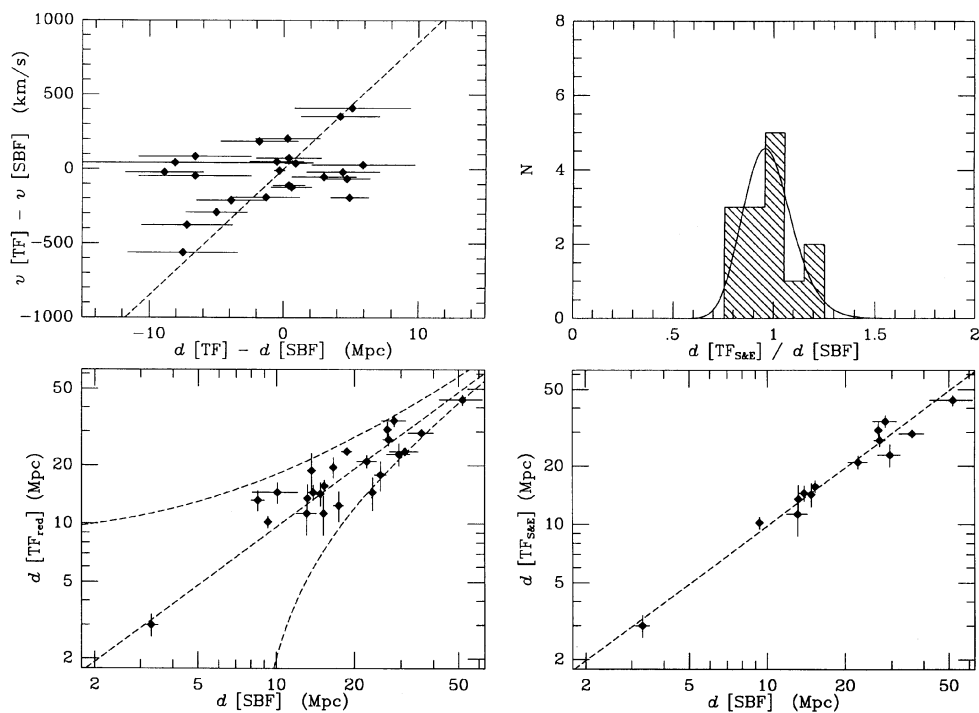 1000
500
0
−500
−1000
v [TF] − v [SBF] (km/s)
−10 0 10
d [TF] − d [SBF] (Mpc)
8
6
4
2
0
N
0 .5 1 1.5 2
d [TF_S&E] / d [SBF]
50
20
10
5
2
d [TF_red] (Mpc)
2 5 10 20 50
d [SBF] (Mpc)
50
20
10
5
2
d [TF_S&E] (Mpc)
2 5 10 20 50
d [SBF] (Mpc)